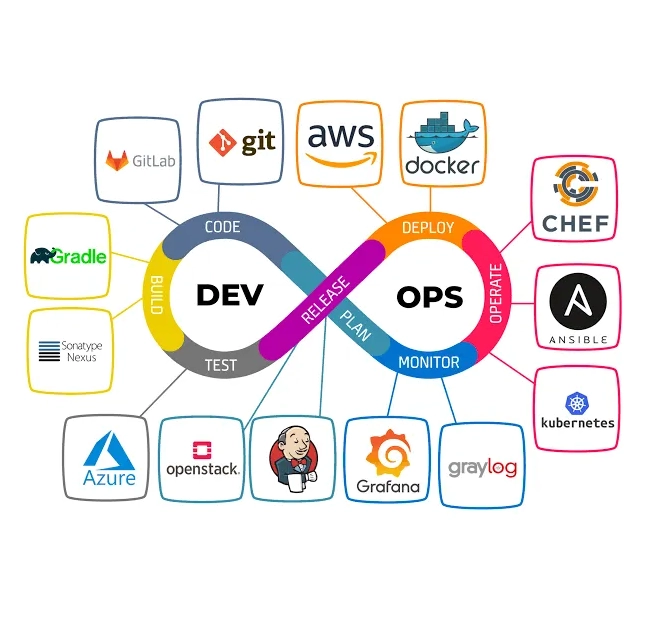 GitLab
git
aws
docker
CHEF
CODE
DEPLOY
Gradle
BUILD
DEV
RELEASE
OPS
OPERATE
ANSIBLE
Sonatype
Nexus
PLAN
TEST
MONITOR
kubernetes
Azure
openstack.
Grafana
graylog